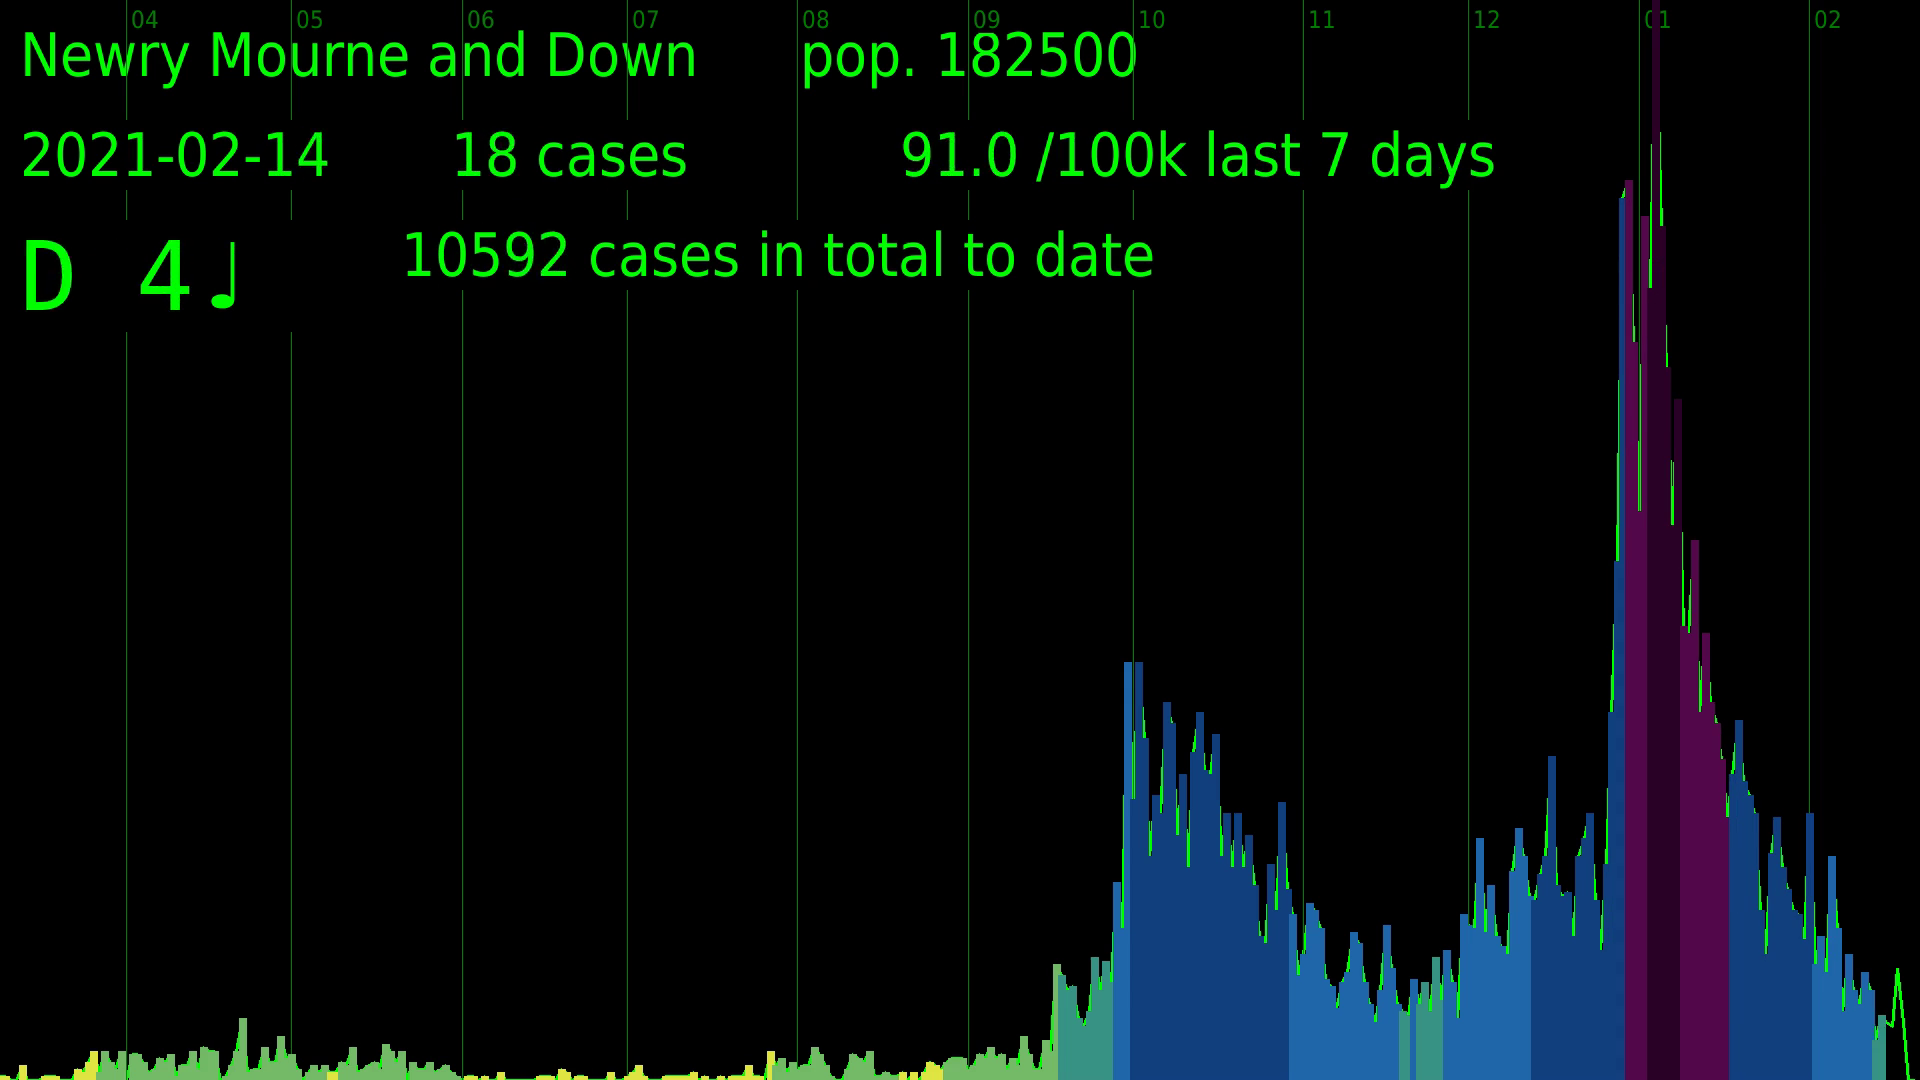 04 05 06 07 08 09 10 11 12 01 02
Newry Mourne and Down pop. 182500
2021-02-14 18 cases 91.0 /100k last 7 days
D 4♩ 10592 cases in total to date